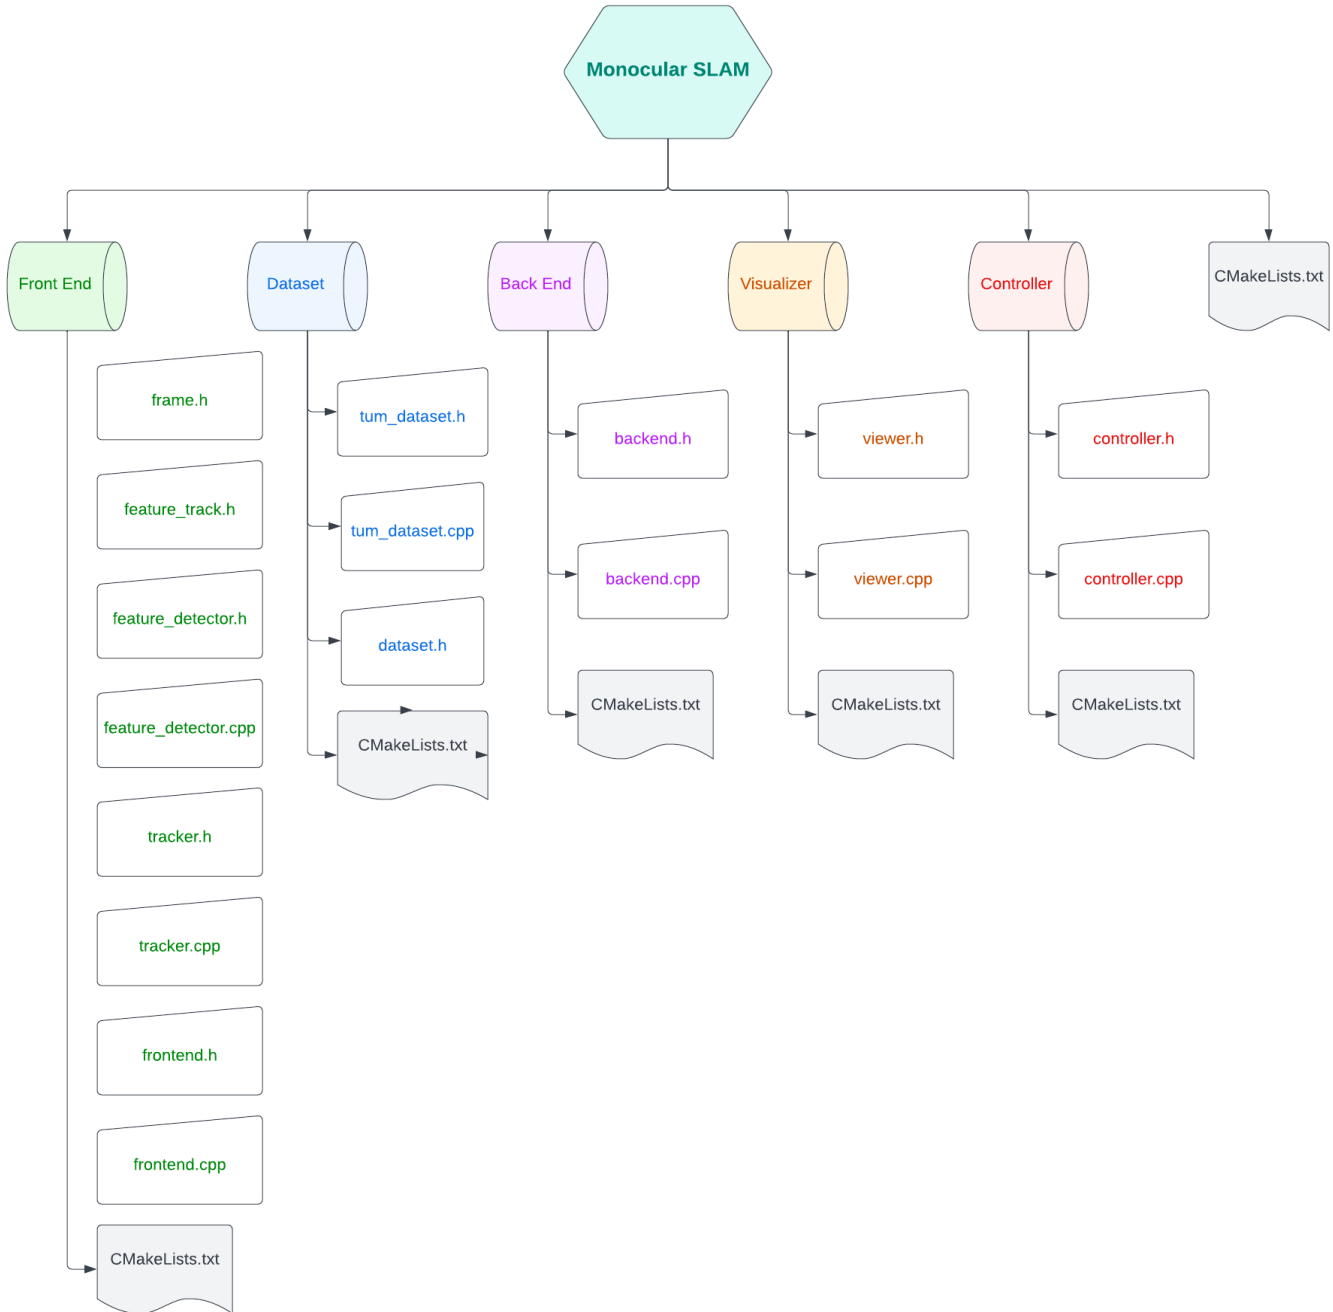 Monocular SLAM
Front End
Dataset
Back End
Visualizer
Controller
CMakeLists.txt
frame.h
feature_track.h
feature_detector.h
feature_detector.cpp
tracker.h
tracker.cpp
frontend.h
frontend.cpp
CMakeLists.txt
tum_dataset.h
tum_dataset.cpp
dataset.h
CMakeLists.txt
backend.h
backend.cpp
CMakeLists.txt
viewer.h
viewer.cpp
CMakeLists.txt
controller.h
controller.cpp
CMakeLists.txt